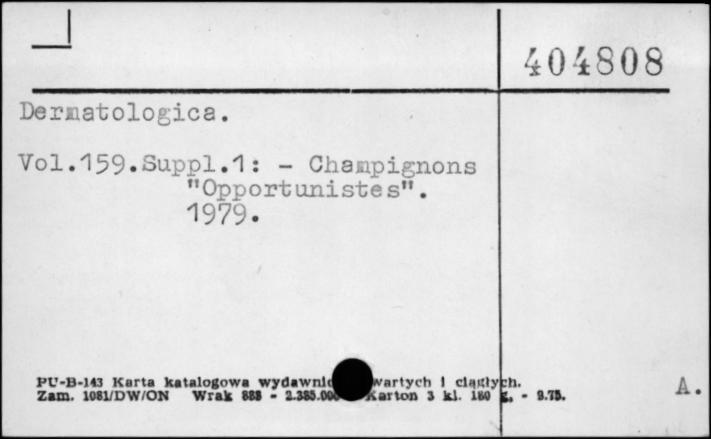 404808
Dermatologica.
Vol.159.Suppl.1: - Champignons
"Opportunistes".
1979.
PU-B-143 Karta katalogowa wydawnic wartych i ciągłych.
Zam. 1081/DW/ON Wrak 888 - 2.385.000 Karton 3 kl. 180 g. - 9.75.
A.